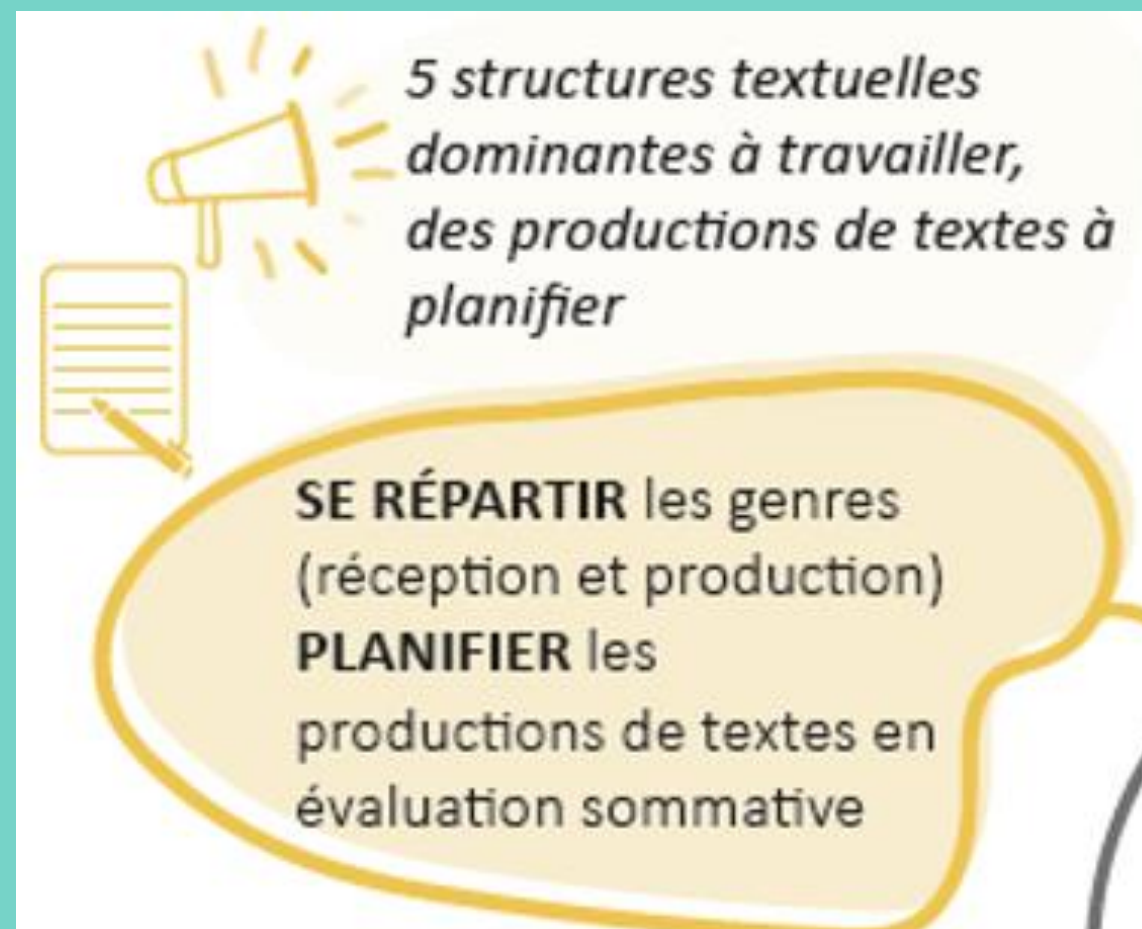 5 structures textuelles
dominantes à travailler,
des productions de textes à
planifier
SE RÉPARTIR les genres
(réception et production)
PLANIFIER les
productions de textes en
évaluation sommative